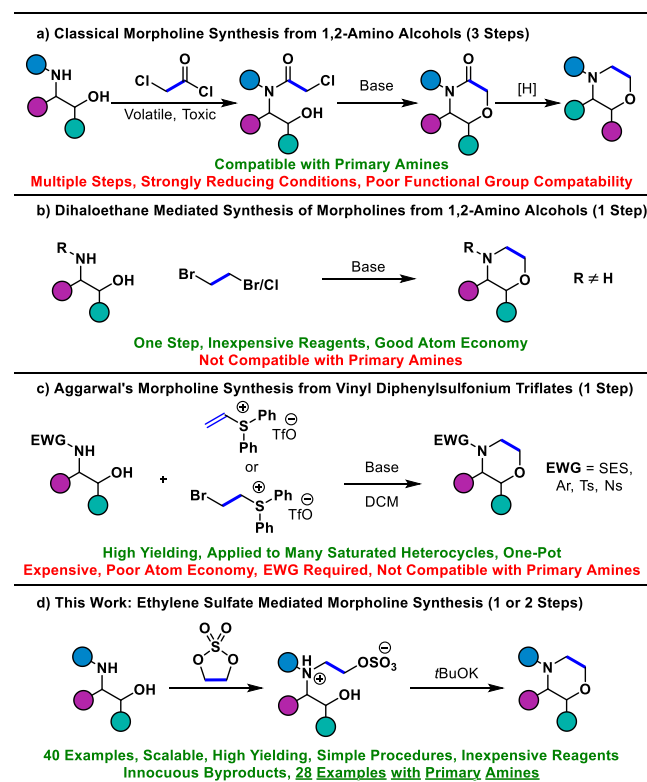 a) Classical Morpholine Synthesis from 1,2-Amino Alcohols (3 Steps)
NH
OH
Cl
O
Cl
Volatile, Toxic
O
Cl
N
OH
Base
O
N
O
[H]
N
O
Compatible with Primary Amines
Multiple Steps, Strongly Reducing Conditions, Poor Functional Group Compatability
b) Dihaloethane Mediated Synthesis of Morpholines from 1,2-Amino Alcohols (1 Step)
R
NH
OH
Br
Br/Cl
Base
R
N
O
R ≠ H
One Step, Inexpensive Reagents, Good Atom Economy
Not Compatible with Primary Amines
c) Aggarwal's Morpholine Synthesis from Vinyl Diphenylsulfonium Triflates (1 Step)
EWG
NH
OH
+
⊕
S
Ph
Ph
⊖
TfO
or
Br
⊕
S
Ph
Ph
⊖
TfO
Base
DCM
EWG
N
O
EWG = SES,
Ar, Ts, Ns
High Yielding, Applied to Many Saturated Heterocycles, One-Pot
Expensive, Poor Atom Economy, EWG Required, Not Compatible with Primary Amines
d) This Work: Ethylene Sulfate Mediated Morpholine Synthesis (1 or 2 Steps)
NH
OH
O O
S
O O
⊖
OSO3
HN
⊕
OH
tBuOK
N
O
40 Examples, Scalable, High Yielding, Simple Procedures, Inexpensive Reagents
Innocuous Byproducts, 28 Examples with Primary Amines